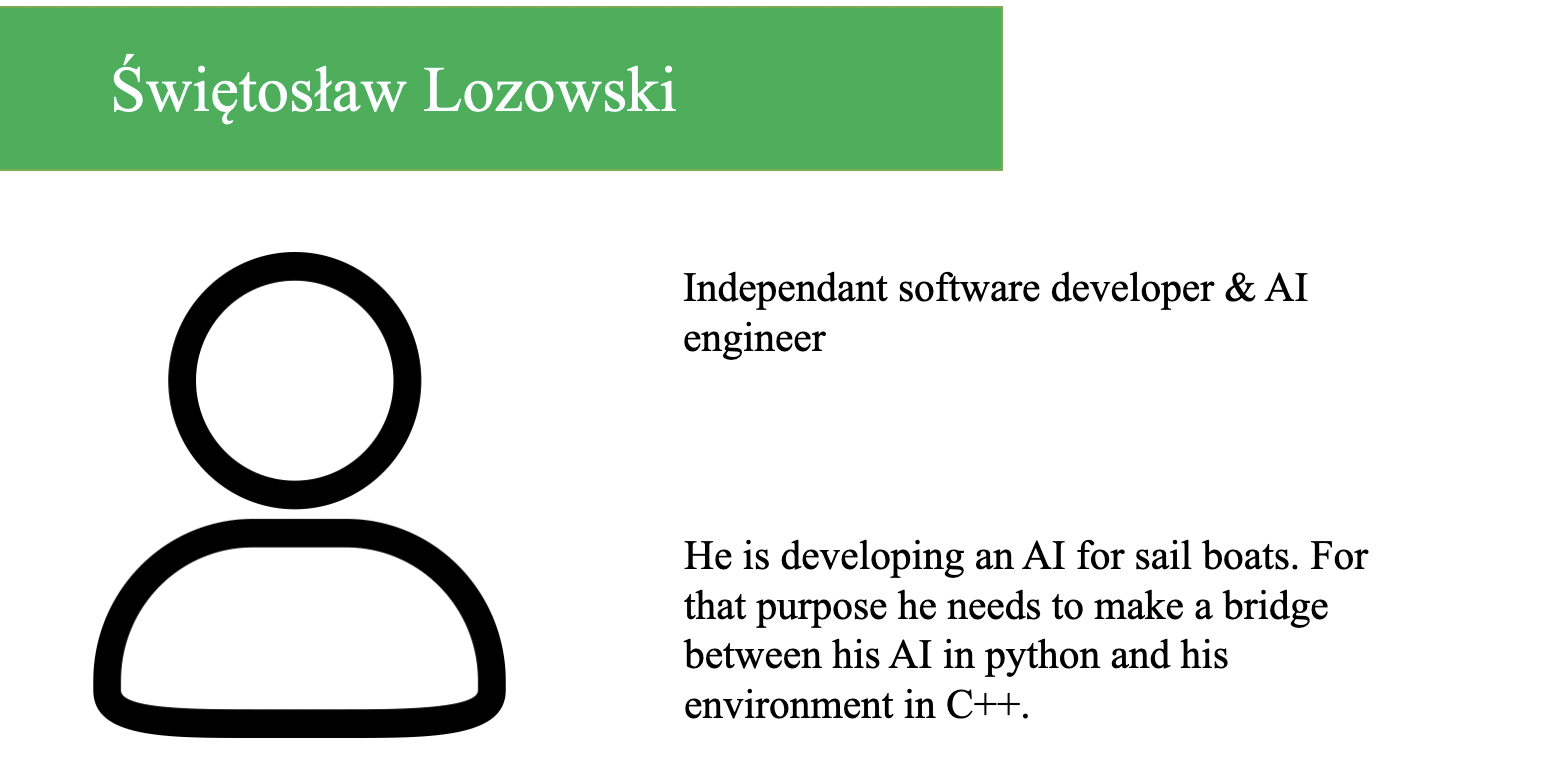 Świętosław Lozowski
Independant software developer & AI
engineer
He is developing an AI for sail boats. For
that purpose he needs to make a bridge
between his AI in python and his
environment in C++.